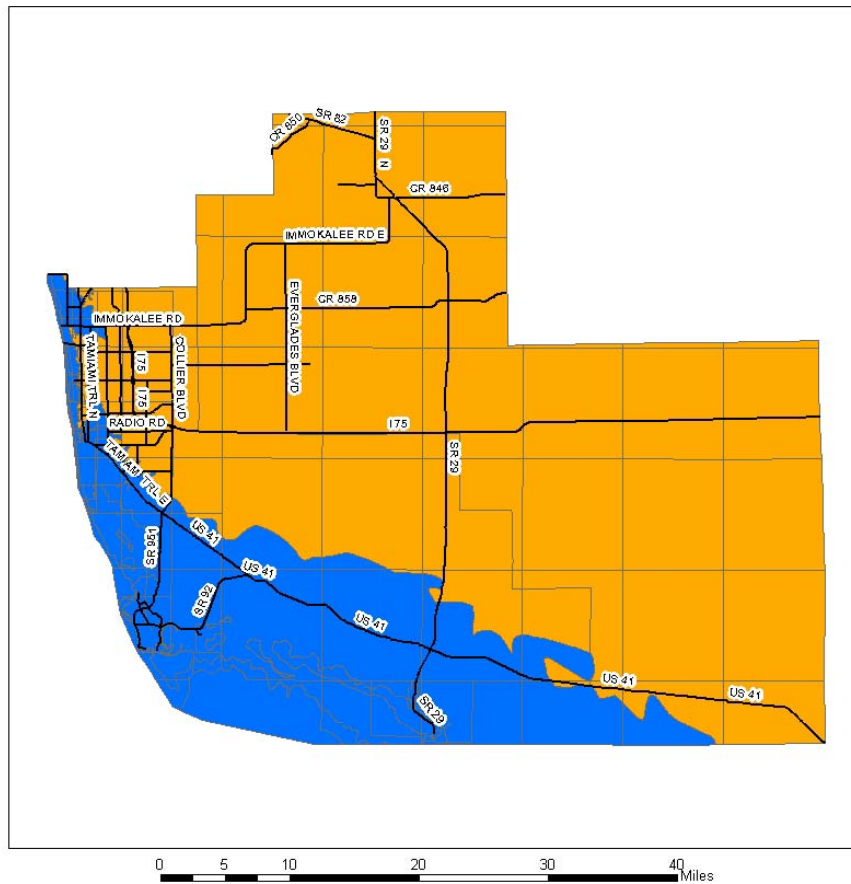 SR 82
CR 850
SR 29 N
CR 846
IMMOKALEE RD E
EVERGLADES BLVD
CR 858
IMMOKALEE RD
TAMIAMI TRL N
I75
COLLIER BLVD
I75
RADIO RD
I75
SR 29
TAMIAMI TRL E
US 41
SR 951
US 41
SR 92
US 41
US 41
US 41
SR 29
0 5 10 20 30 40
Miles